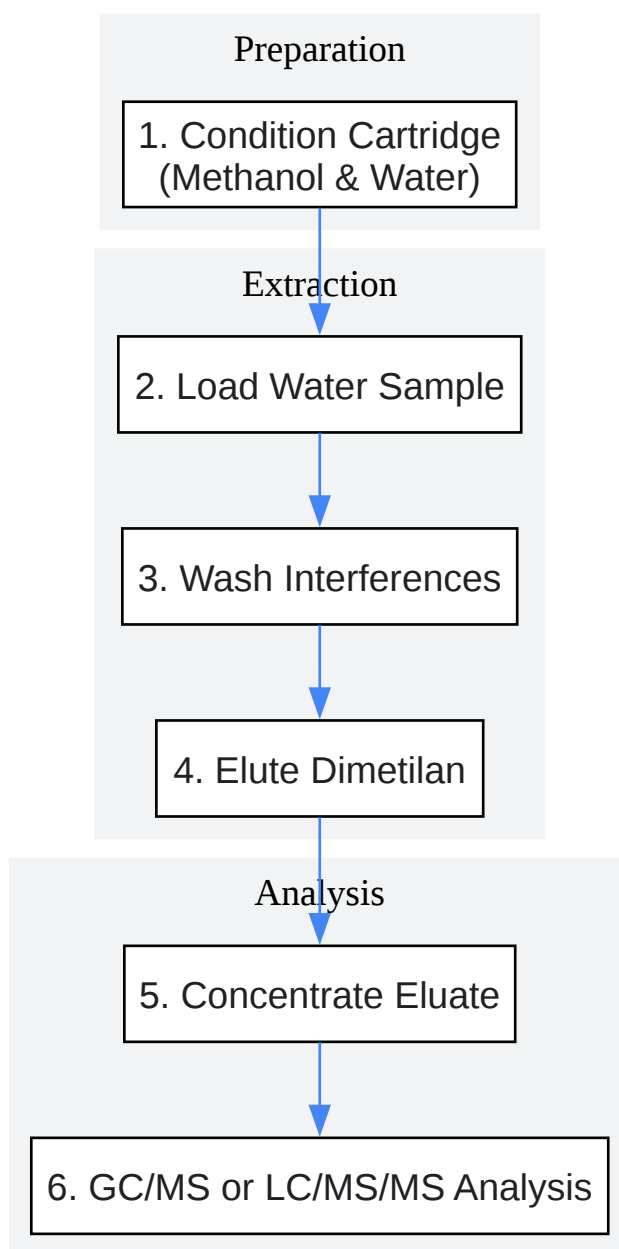 Preparation
1. Condition Cartridge
(Methanol & Water)
Extraction
2. Load Water Sample
3. Wash Interferences
4. Elute Dimetilan
Analysis
5. Concentrate Eluate
6. GC/MS or LC/MS/MS Analysis